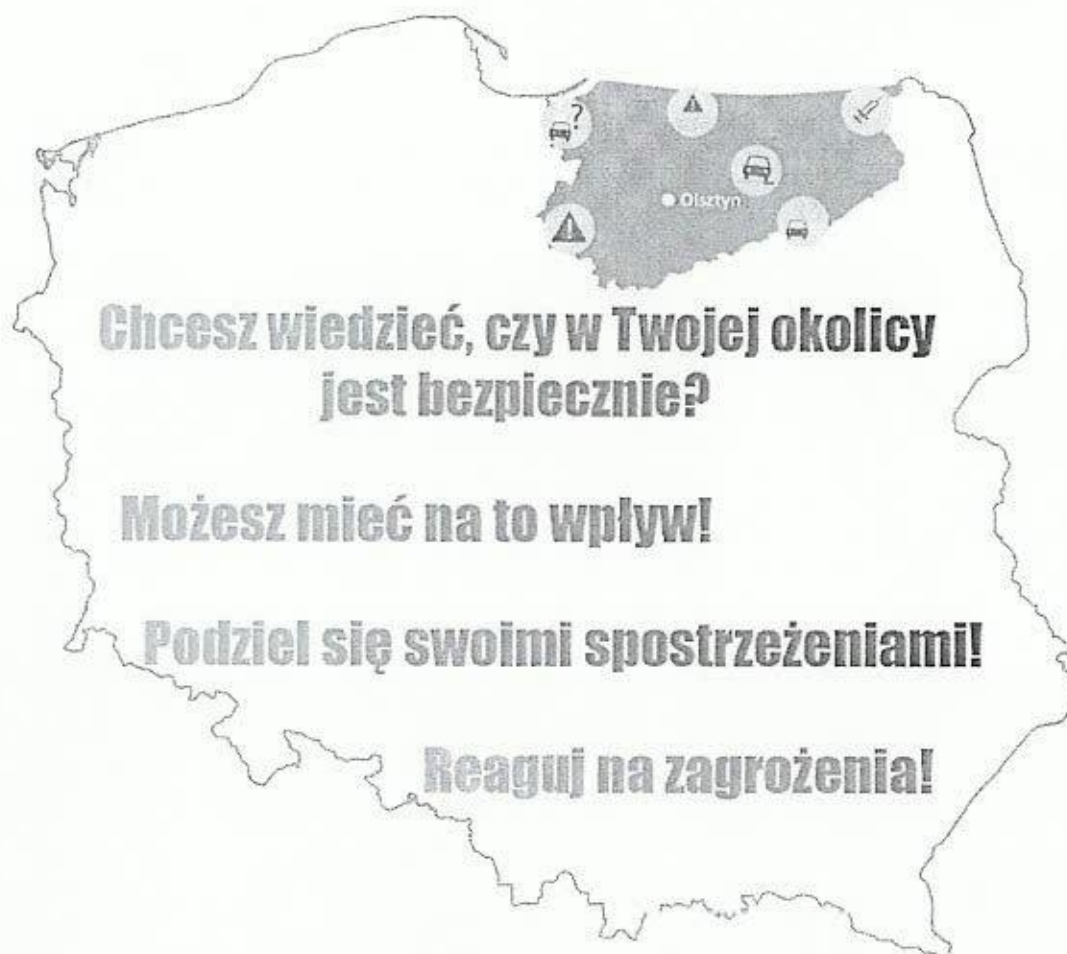 ?
Olsztyn
Chcesz wiedzieć, czy w Twojej okolicy
jest bezpiecznie?
Możesz mieć na to wpływ!
Podziel się swoimi spostrzeżeniami!
Reaguj na zagrożenia!